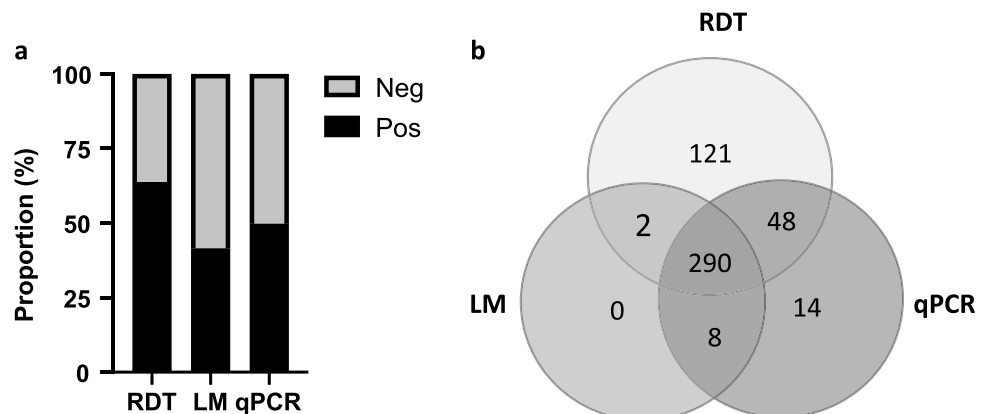 a
Proportion (%)
100
75
50
25
0
RDT LM qPCR
Neg
Pos
b
RDT
121
2
48
290
LM
0
14
qPCR
8